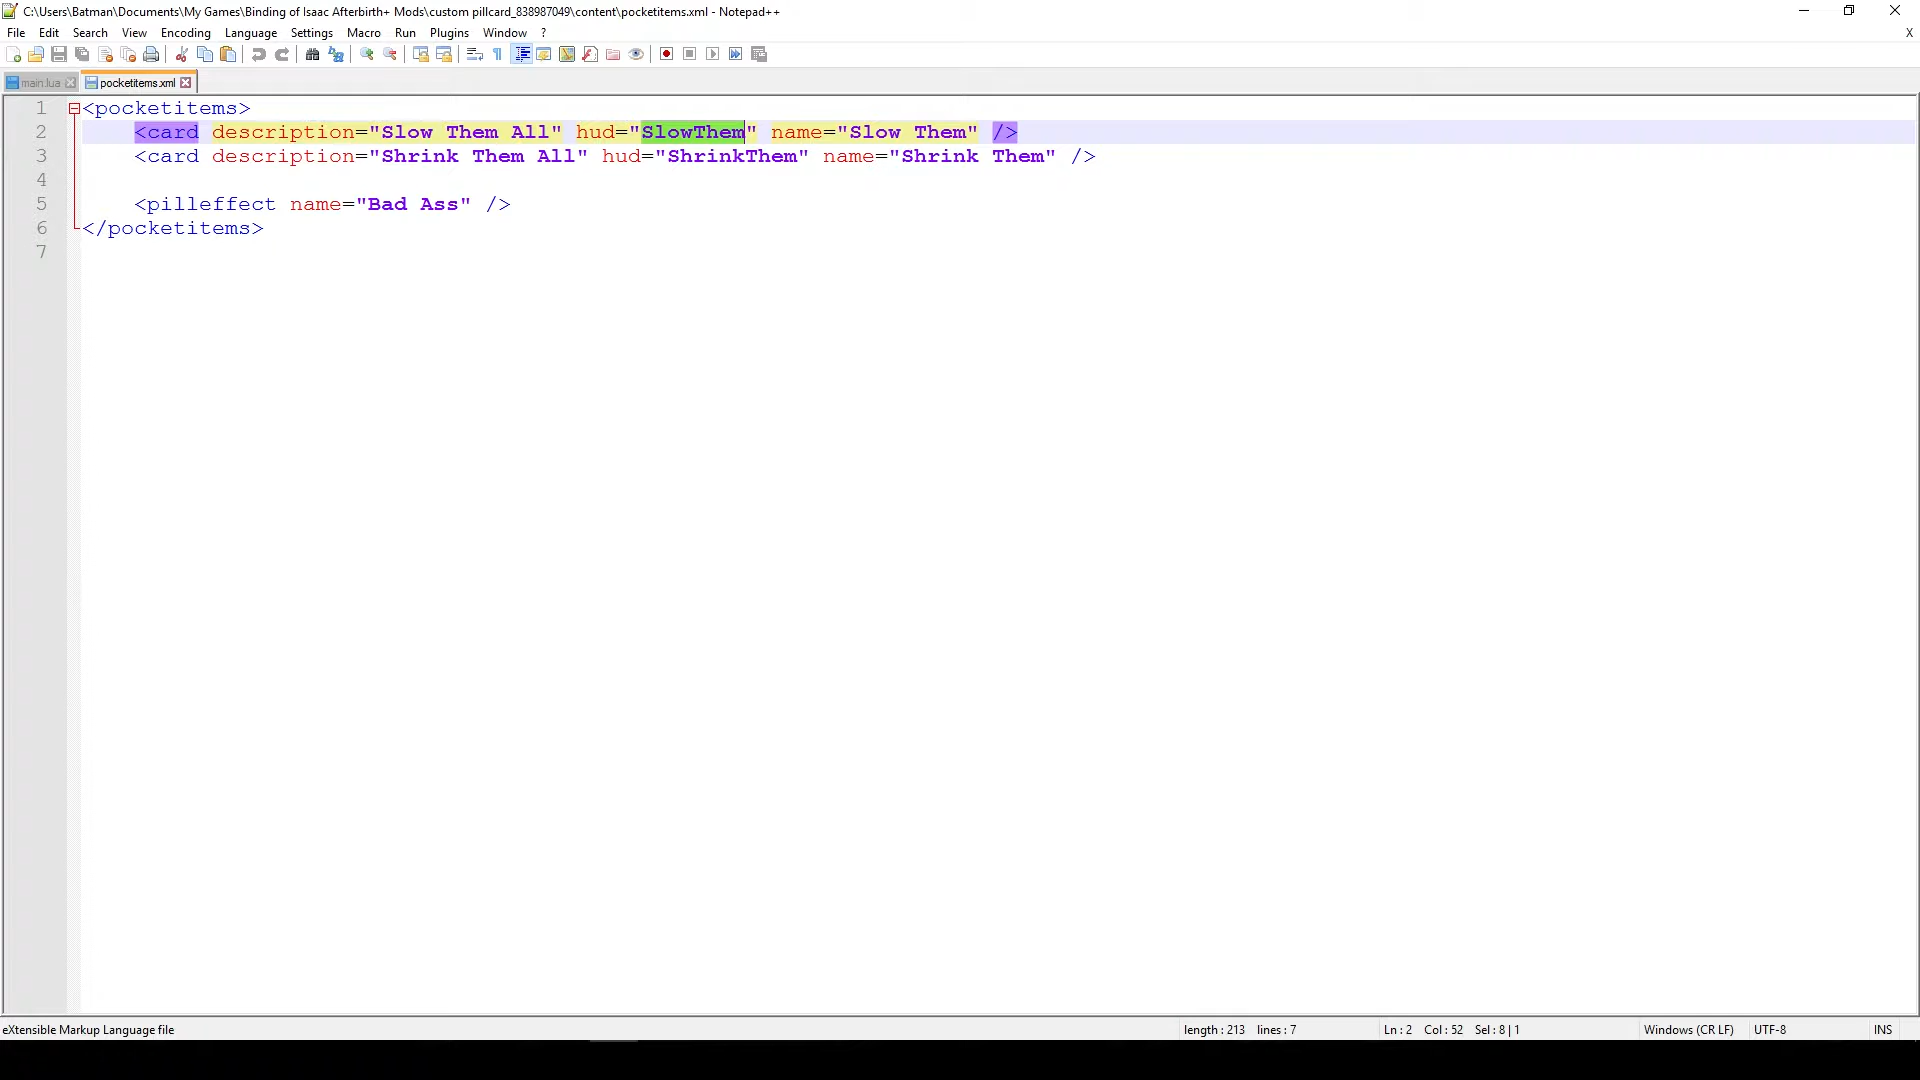 C:\Users\Batman\Documents\My Games\Binding of Isaac Afterbirth+ Mods\custom pillcard_838987049\content\pocketitems.xml - Notepad++
File Edit Search View Encoding Language Settings Macro Run Plugins Window ? X
main.lua pocketitems.xml
1 <pocketitems>
2 <card description="Slow Them All" hud="SlowThem" name="Slow Them" />
3 <card description="Shrink Them All" hud="ShrinkThem" name="Shrink Them" />
4
5 <pilleffect name="Bad Ass" />
6 </pocketitems>
7
eXtensible Markup Language file length : 213 lines : 7 Ln : 2 Col : 52 Sel : 8 | 1 Windows (CR LF) UTF-8 INS